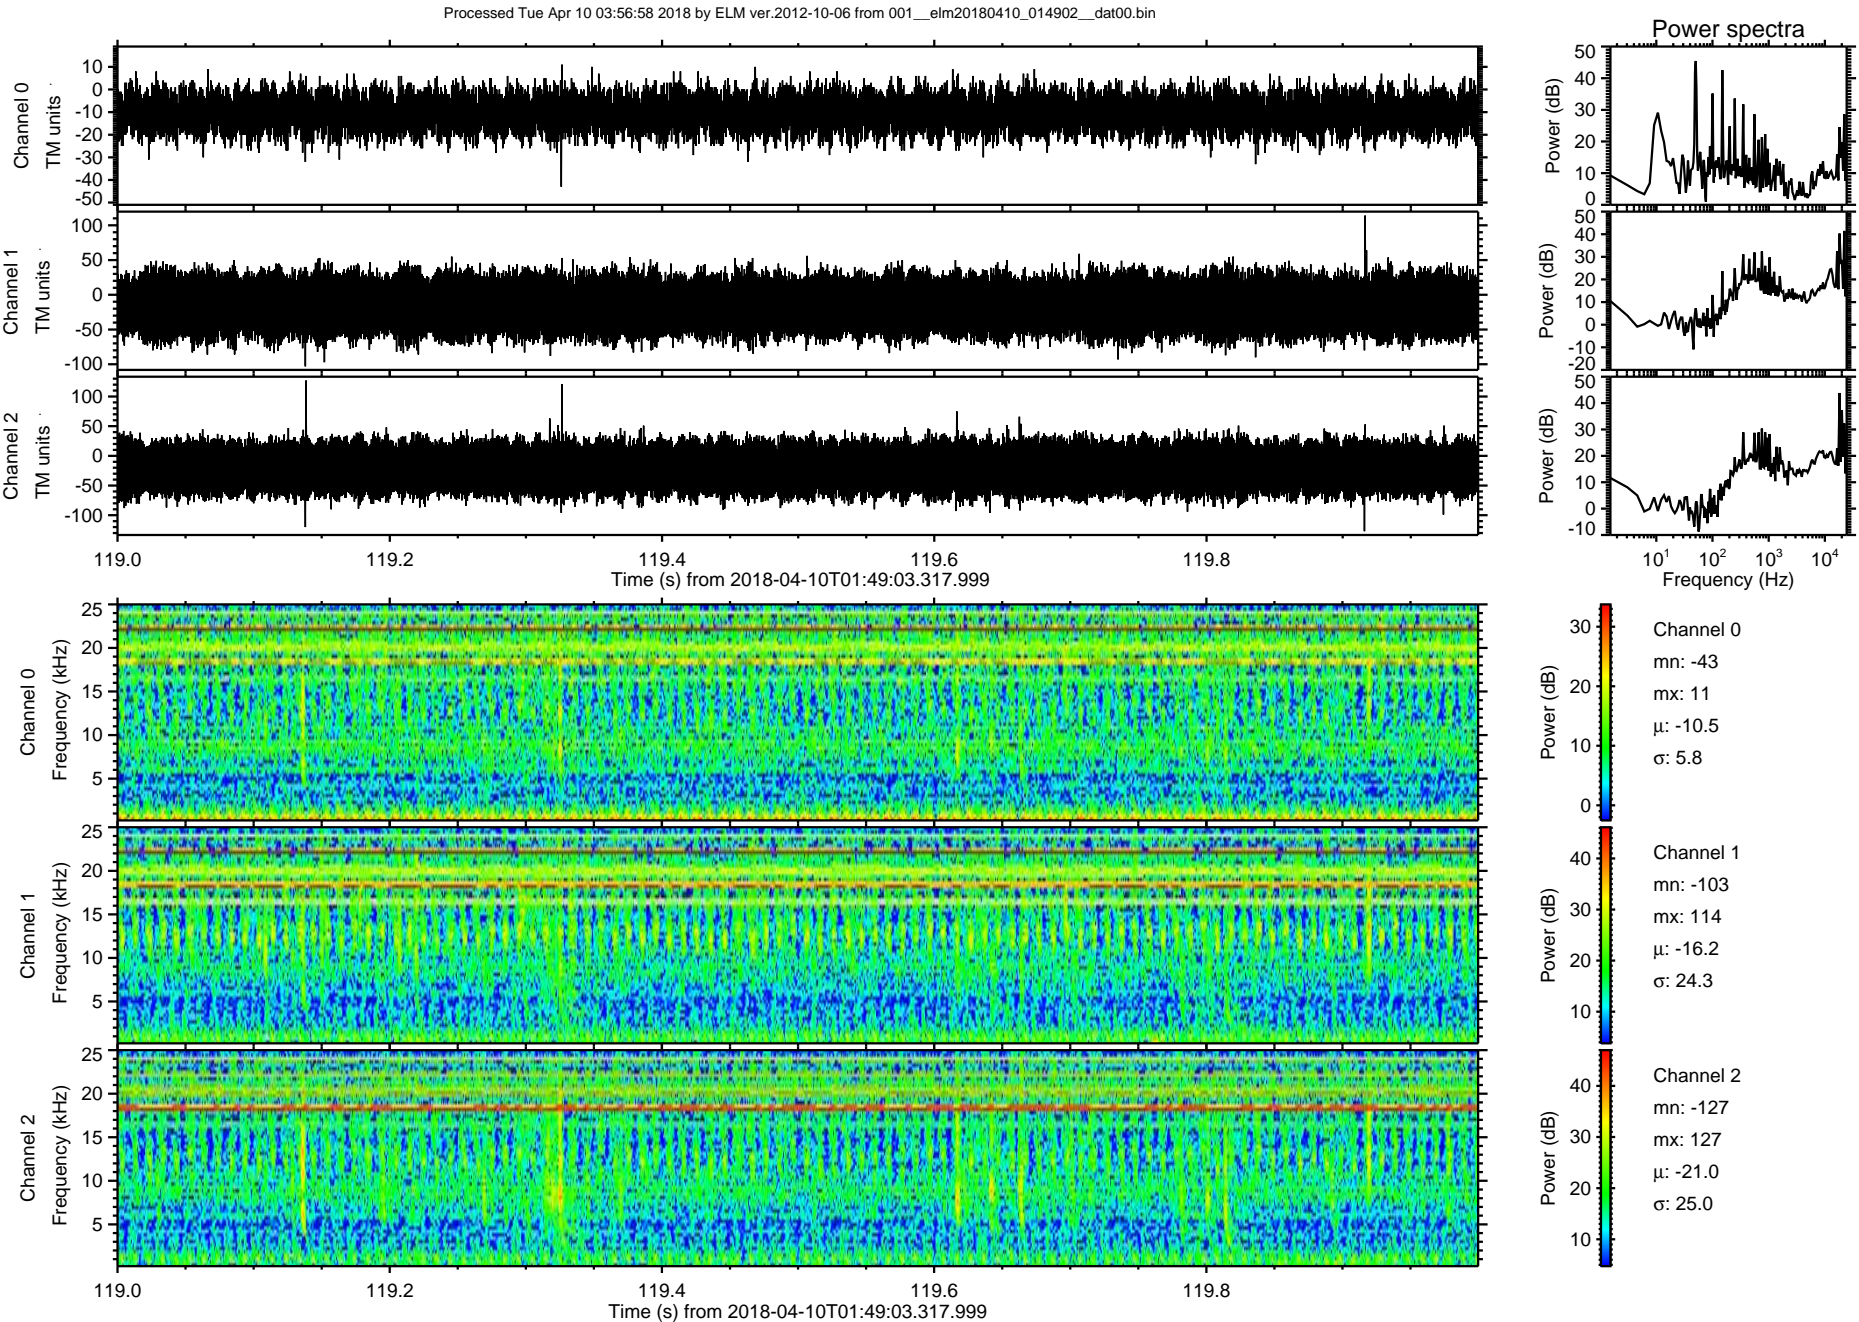 Processed Tue Apr 10 03:56:58 2018 by ELM ver.2012-10-06 from 001__elm20180410_014902__dat00.bin
Power spectra
Channel 0
TM units
10
0
-10
-20
-30
-40
-50
Power (dB)
50
40
30
20
10
0
Channel 1
TM units
100
50
0
-50
-100
Power (dB)
50
40
30
20
10
0
-10
-20
Channel 2
TM units
100
50
0
-50
-100
Power (dB)
50
40
30
20
10
0
-10
119.0 119.2 119.4 119.6 119.8
Time (s) from 2018-04-10T01:49:03.317.999
10¹ 10² 10³ 10⁴
Frequency (Hz)
Channel 0
Frequency (kHz)
25
20
15
10
5
Power (dB)
30
20
10
0
Channel 0
mn: -43
mx: 11
μ: -10.5
σ: 5.8
Channel 1
Frequency (kHz)
25
20
15
10
5
Power (dB)
40
30
20
10
Channel 1
mn: -103
mx: 114
μ: -16.2
σ: 24.3
Channel 2
Frequency (kHz)
25
20
15
10
5
Power (dB)
40
30
20
10
Channel 2
mn: -127
mx: 127
μ: -21.0
σ: 25.0
119.0 119.2 119.4 119.6 119.8
Time (s) from 2018-04-10T01:49:03.317.999